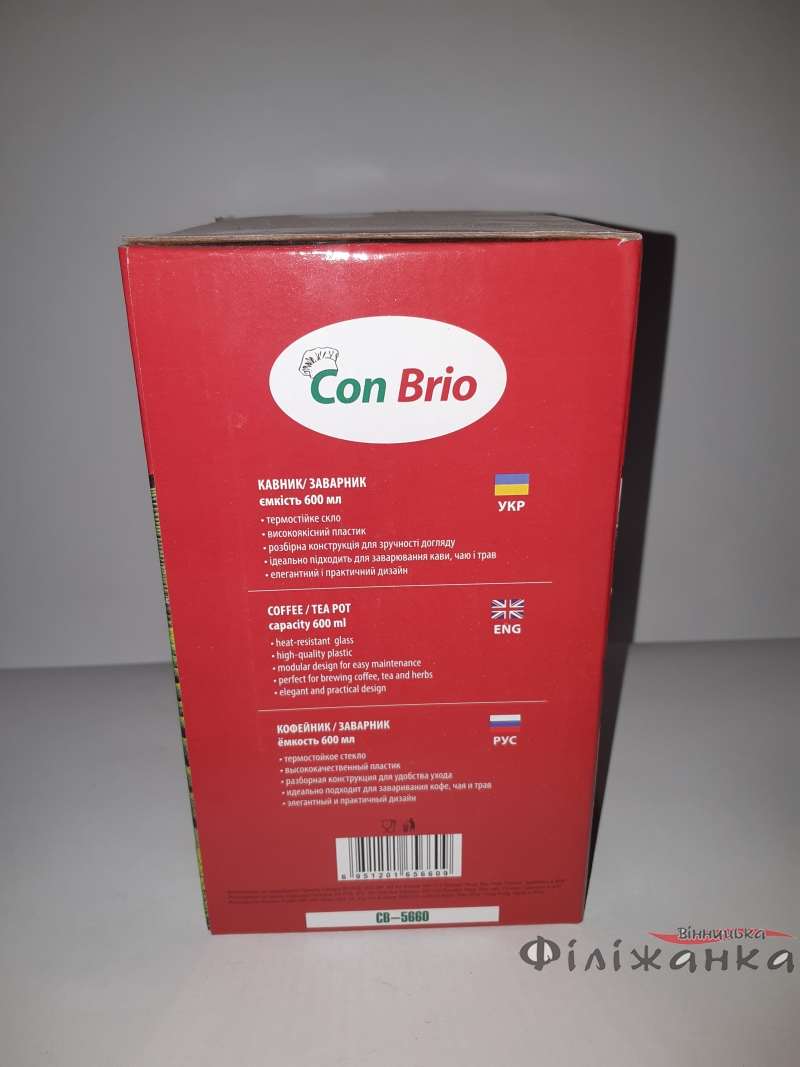 Con Brio
КАВНИК/ ЗАВАРНИК
ємкість 600 мл
УКР
• термостійке скло
• високоякісний пластик
• розбірна конструкція для зручності догляду
• ідеально підходить для заварювання кави, чаю і трав
• елегантний і практичний дизайн
COFFEE / TEA POT
capacity 600 ml
ENG
• heat-resistant glass
• high-quality plastic
• modular design for easy maintenance
• perfect for brewing coffee, tea and herbs
• elegant and practical design
КОФЕЙНИК / ЗАВАРНИК
ёмкость 600 мл
РУС
• термостойкое стекло
• высококачественный пластик
• разборная конструкция для удобства ухода
• идеально подходит для заваривания кофе, чая и трав
• элегантный и практичный дизайн
6 951201 656609
CB–5660
Вінницька
Філіжанка